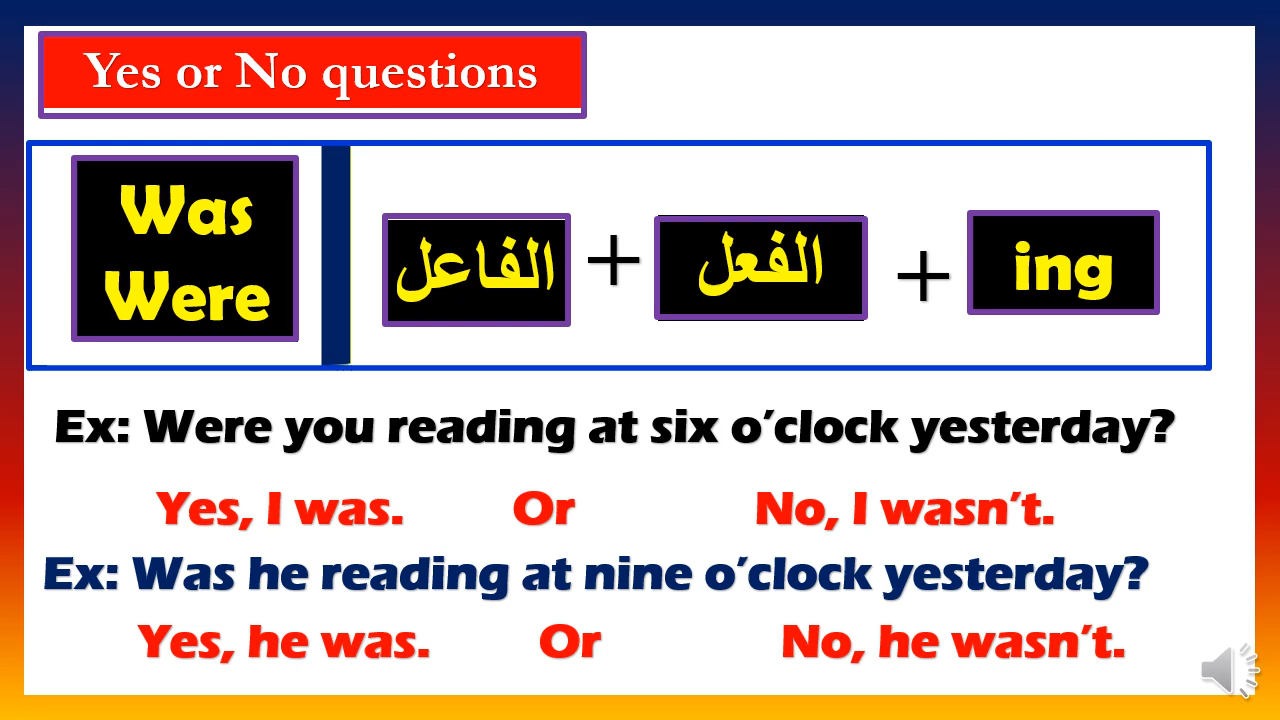 Yes or No questions
Was
Were
الفاعل + الفعل + ing
Ex: Were you reading at six o’clock yesterday?
Yes, I was. Or No, I wasn’t.
Ex: Was he reading at nine o’clock yesterday?
Yes, he was. Or No, he wasn’t.